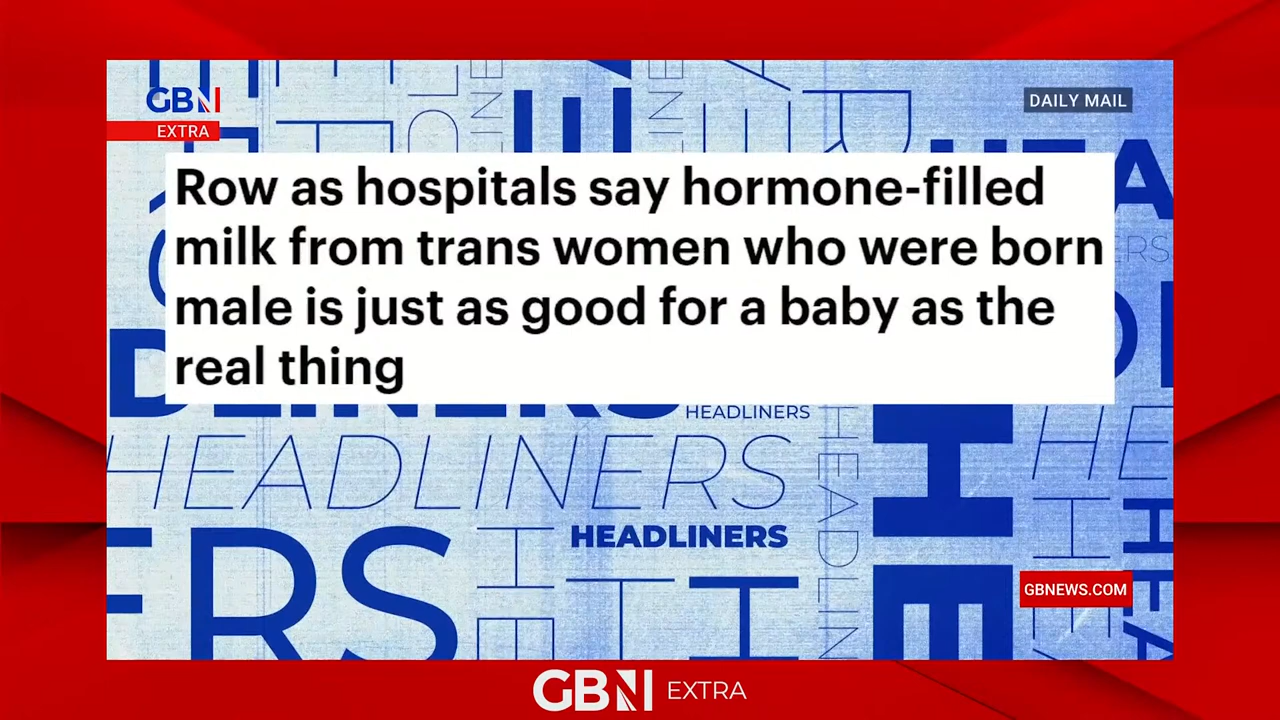 GBN
EXTRA
DAILY MAIL
Row as hospitals say hormone-filled
milk from trans women who were born
male is just as good for a baby as the
real thing
HEADLINERS
HEADLINERS
HEADLINERS
GBNEWS.COM
GBN EXTRA